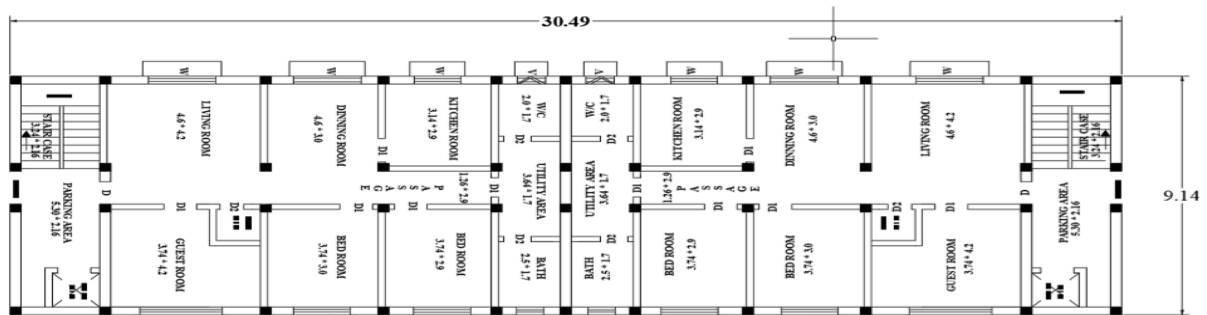 30.49
9.14
W
W
W
V
V
W
W
W
STAIR CASE
3.24 * 2.16
LIVING ROOM
4.6 * 4.2
DINNING ROOM
4.6 * 3.0
KITCHEN ROOM
3.14 * 2.9
W/C
2.0 * 1.7
W/C
2.0 * 1.7
KITCHEN ROOM
3.14 * 2.9
DINNING ROOM
4.6 * 3.0
LIVING ROOM
4.6 * 4.2
STAIR CASE
3.24 * 2.16
D1
D2
D2
D1
PARKING AREA
5.30 * 2.16
D
PASSAGE
1.26 * 2.9
D1
UTILITY AREA
3.64 * 1.7
UTILITY AREA
3.64 * 1.7
D1
1.26 * 2.9
PASSAGE
D
PARKING AREA
5.30 * 2.16
D1
D2
D1
D1
D1
D1
D2
D1
GUEST ROOM
3.74 * 4.2
BED ROOM
3.74 * 3.0
BED ROOM
3.74 * 2.9
D2
BATH
2.5 * 1.7
D2
BATH
2.5 * 1.7
BED ROOM
3.74 * 2.9
BED ROOM
3.74 * 3.0
GUEST ROOM
3.74 * 4.2